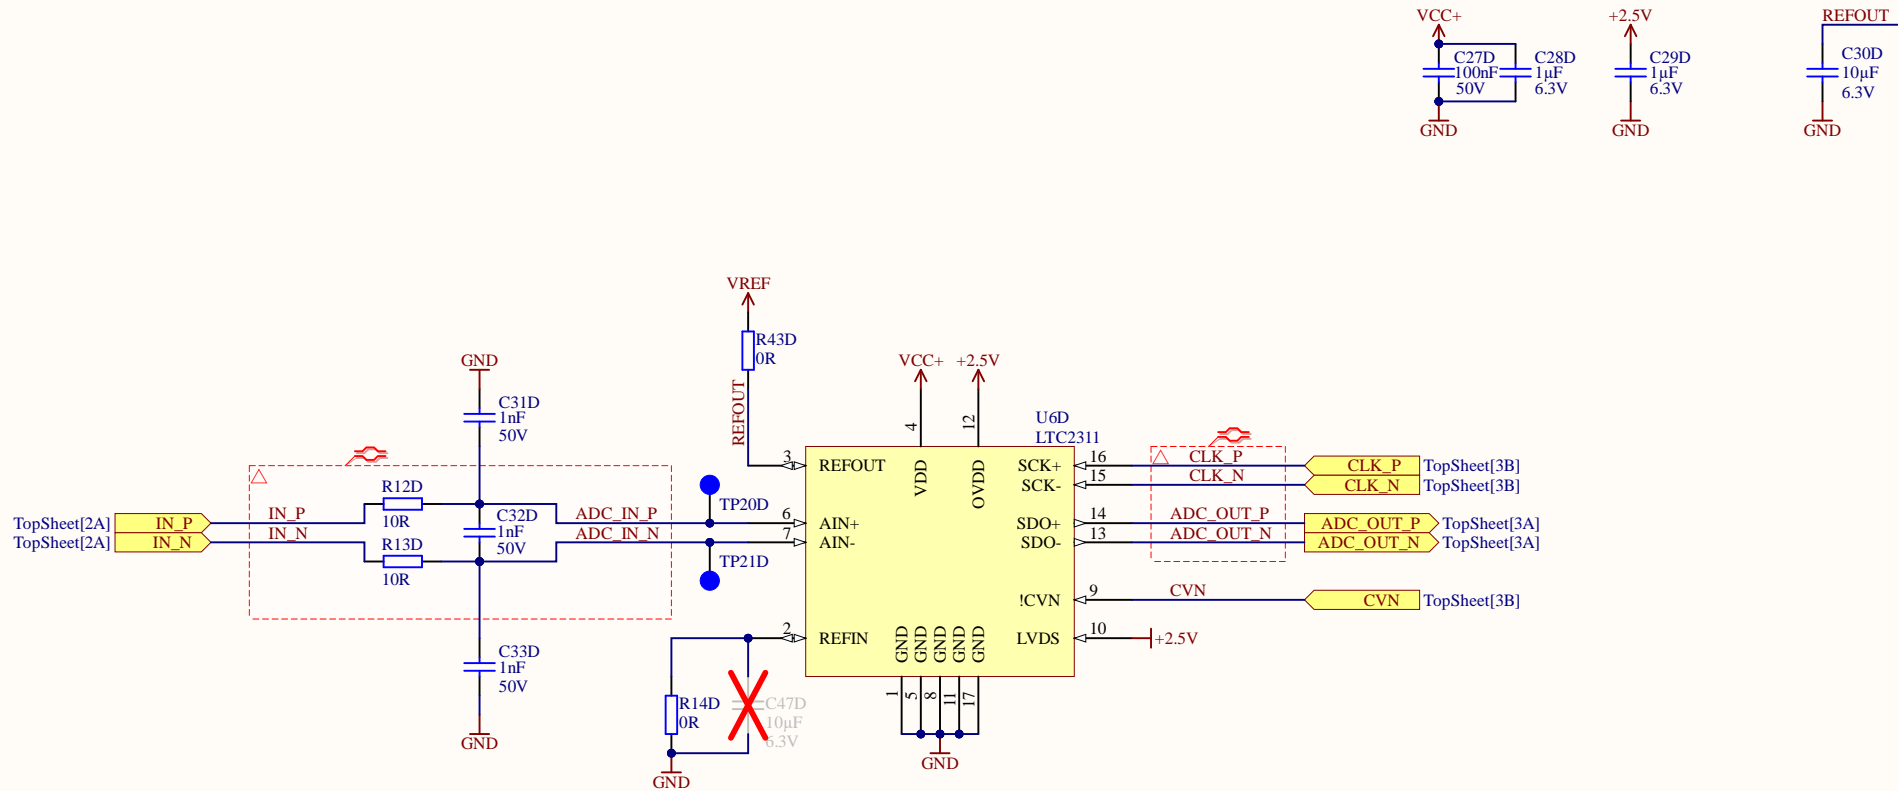 VCC+
+2.5V
REFOUT
C27D
100nF
50V
C28D
1µF
6.3V
C29D
1µF
6.3V
C30D
10µF
6.3V
GND
GND
GND
VREF
R43D
0R
REFOUT
GND
C31D
1nF
50V
VCC+
+2.5V
4
12
U6D
LTC2311
3
REFOUT
VDD
OVDD
SCK+
16
CLK_P
CLK_P
TopSheet[3B]
SCK-
15
CLK_N
CLK_N
TopSheet[3B]
R12D
10R
TopSheet[2A]
IN_P
IN_P
C32D
1nF
50V
ADC_IN_P
TP20D
6
AIN+
SDO+
14
ADC_OUT_P
ADC_OUT_P
TopSheet[3A]
TopSheet[2A]
IN_N
IN_N
R13D
10R
ADC_IN_N
TP21D
7
AIN-
SDO-
13
ADC_OUT_N
ADC_OUT_N
TopSheet[3A]
!CVN
9
CVN
CVN
TopSheet[3B]
2
REFIN
LVDS
10
+2.5V
GND
GND
GND
GND
GND
C33D
1nF
50V
GND
R14D
0R
C47D
10µF
6.3V
GND
1
5
8
11
17
GND